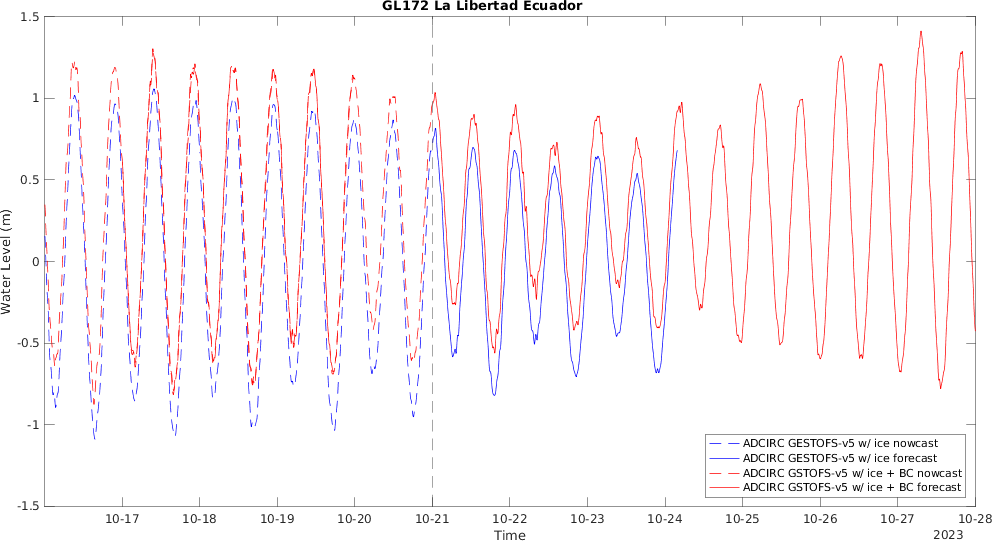 GL172 La Libertad Ecuador
1.5
1
0.5
0
-0.5
-1
-1.5
Water Level (m)
ADCIRC GESTOFS-v5 w/ ice nowcast
ADCIRC GESTOFS-v5 w/ ice forecast
ADCIRC GSTOFS-v5 w/ ice + BC nowcast
ADCIRC GSTOFS-v5 w/ ice + BC forecast
10-17 10-18 10-19 10-20 10-21 10-22 10-23 10-24 10-25 10-26 10-27 10-28
Time
2023